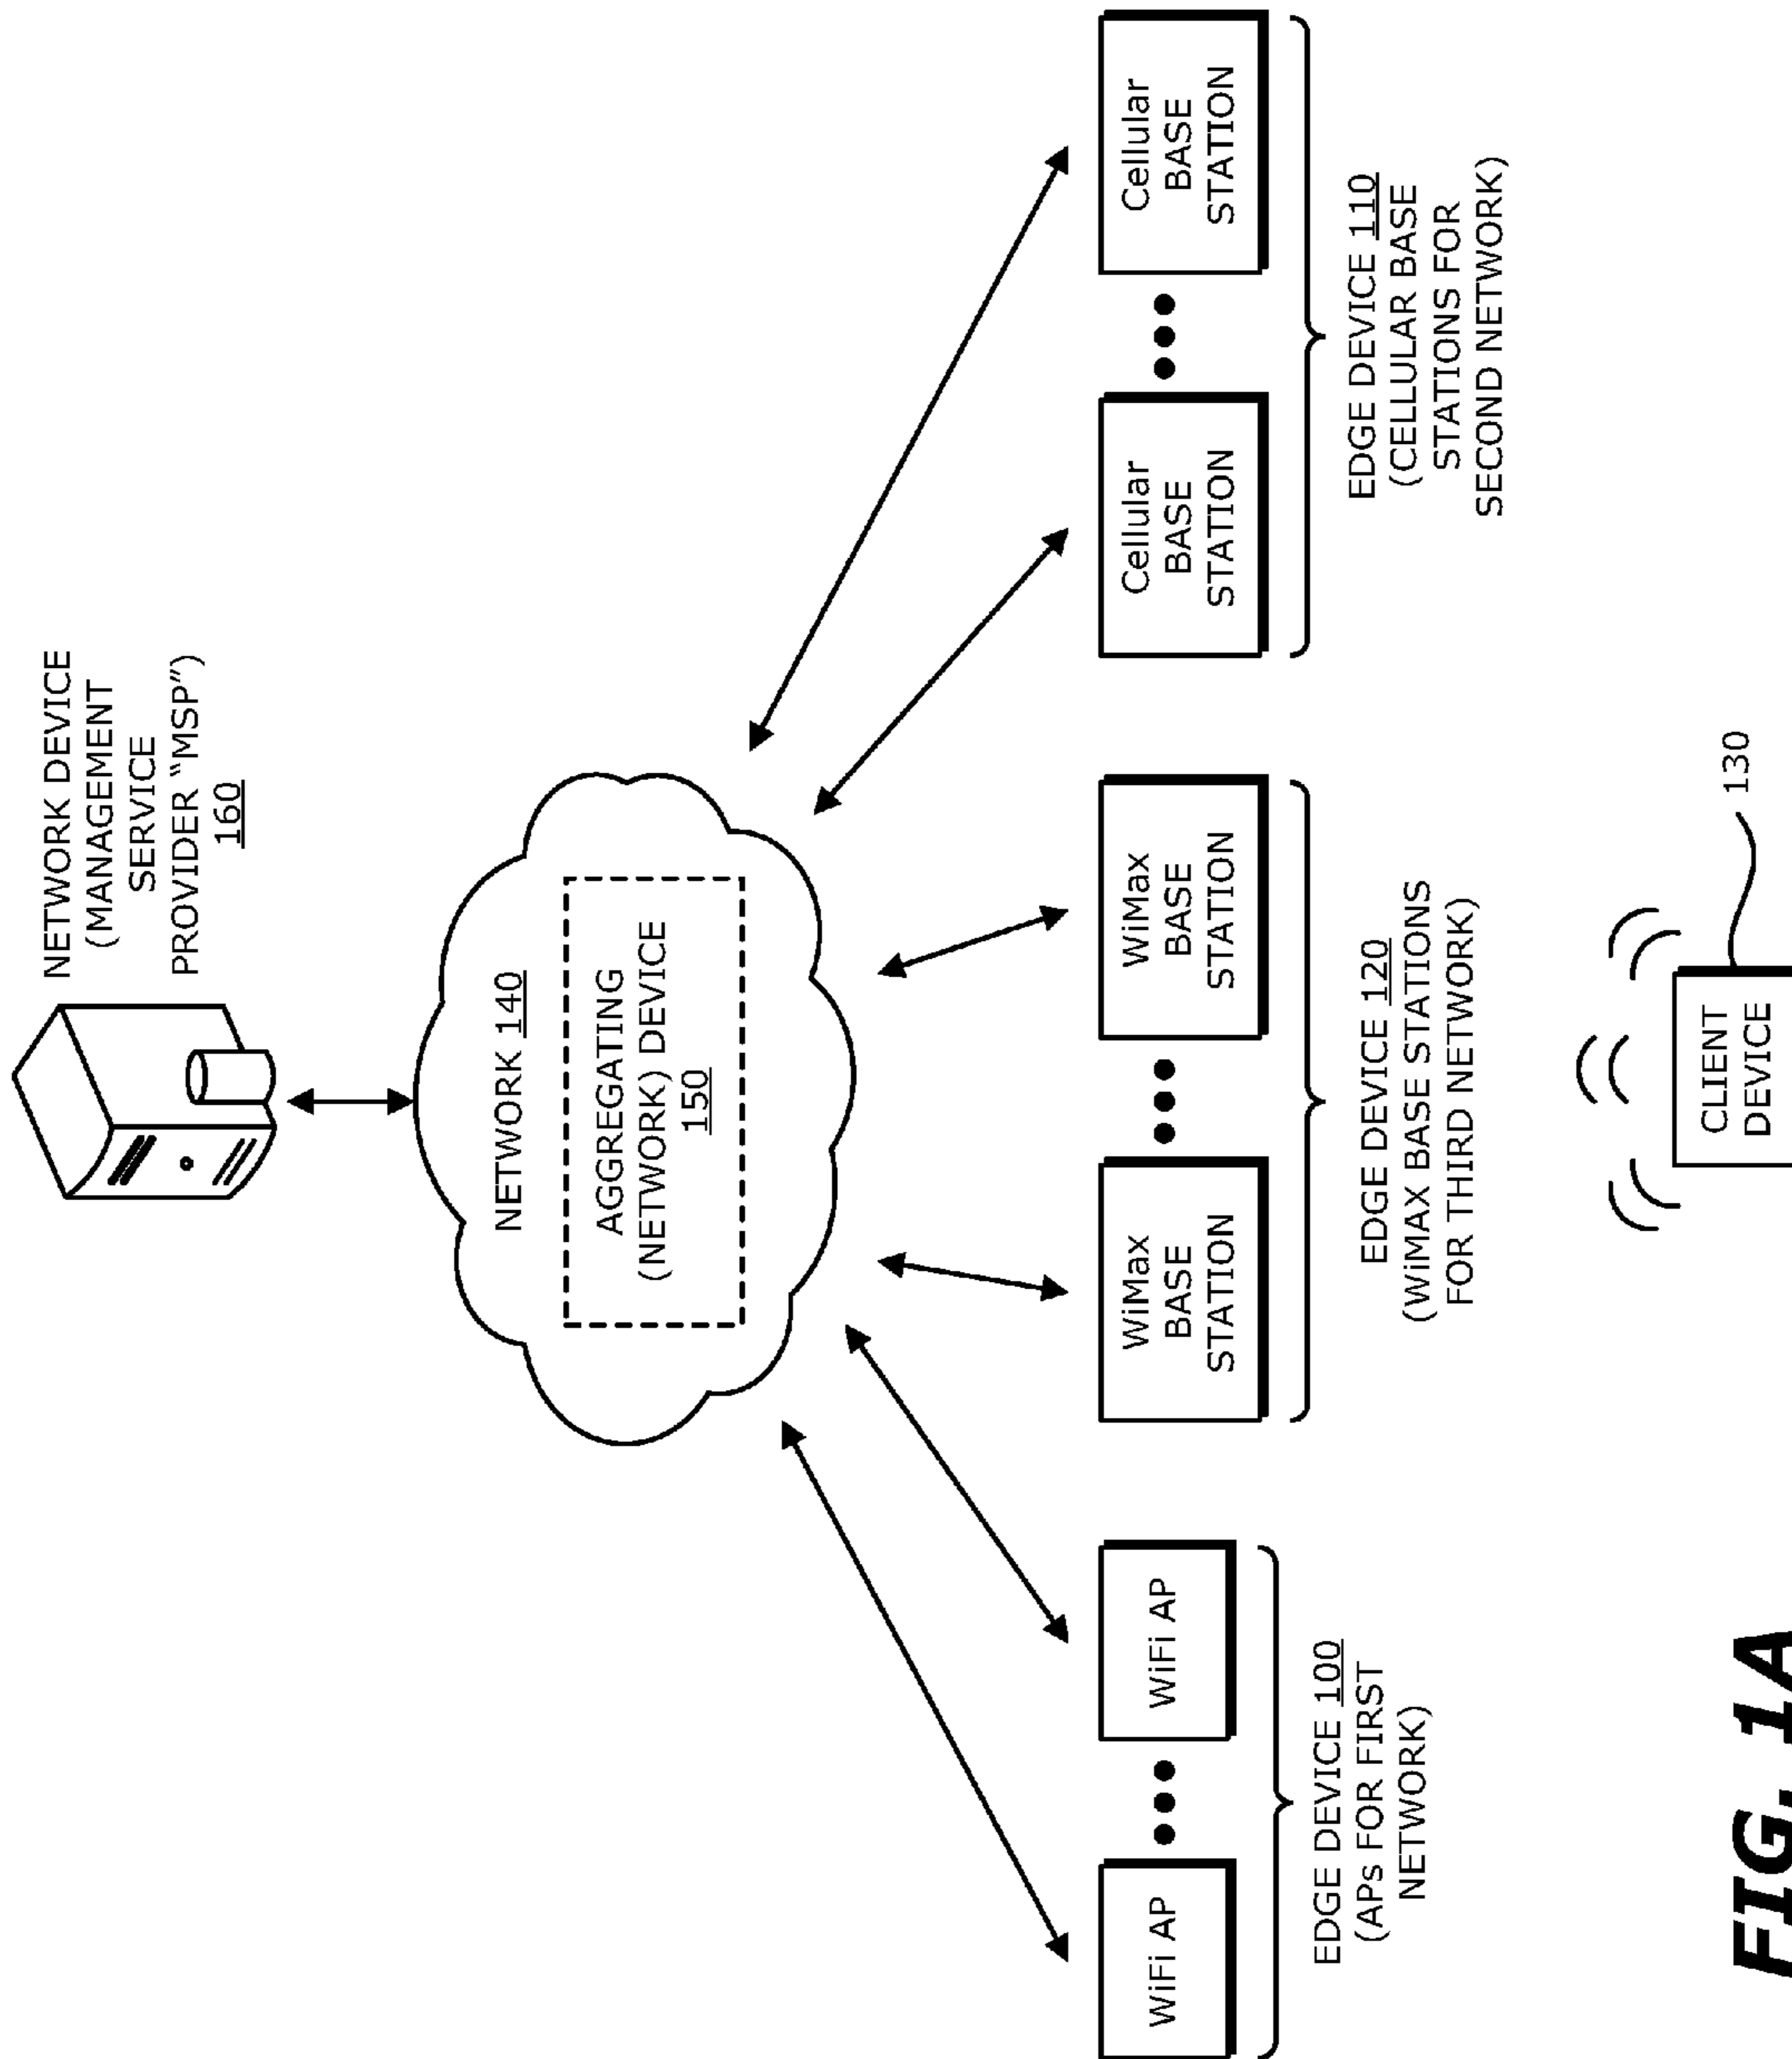 NETWORK DEVICE
(MANAGEMENT
SERVICE
PROVIDER “MSP”)
160
NETWORK 140
AGGREGATING
(NETWORK) DEVICE
150
WiFi AP
WiFi AP
EDGE DEVICE 100
(APs FOR FIRST
NETWORK)
WiMax
BASE
STATION
WiMax
BASE
STATION
EDGE DEVICE 120
(WiMAX BASE STATIONS
FOR THIRD NETWORK)
Cellular
BASE
STATION
Cellular
BASE
STATION
EDGE DEVICE 110
(CELLULAR BASE
STATIONS FOR
SECOND NETWORK)
CLIENT
DEVICE
130
FIG. 1A